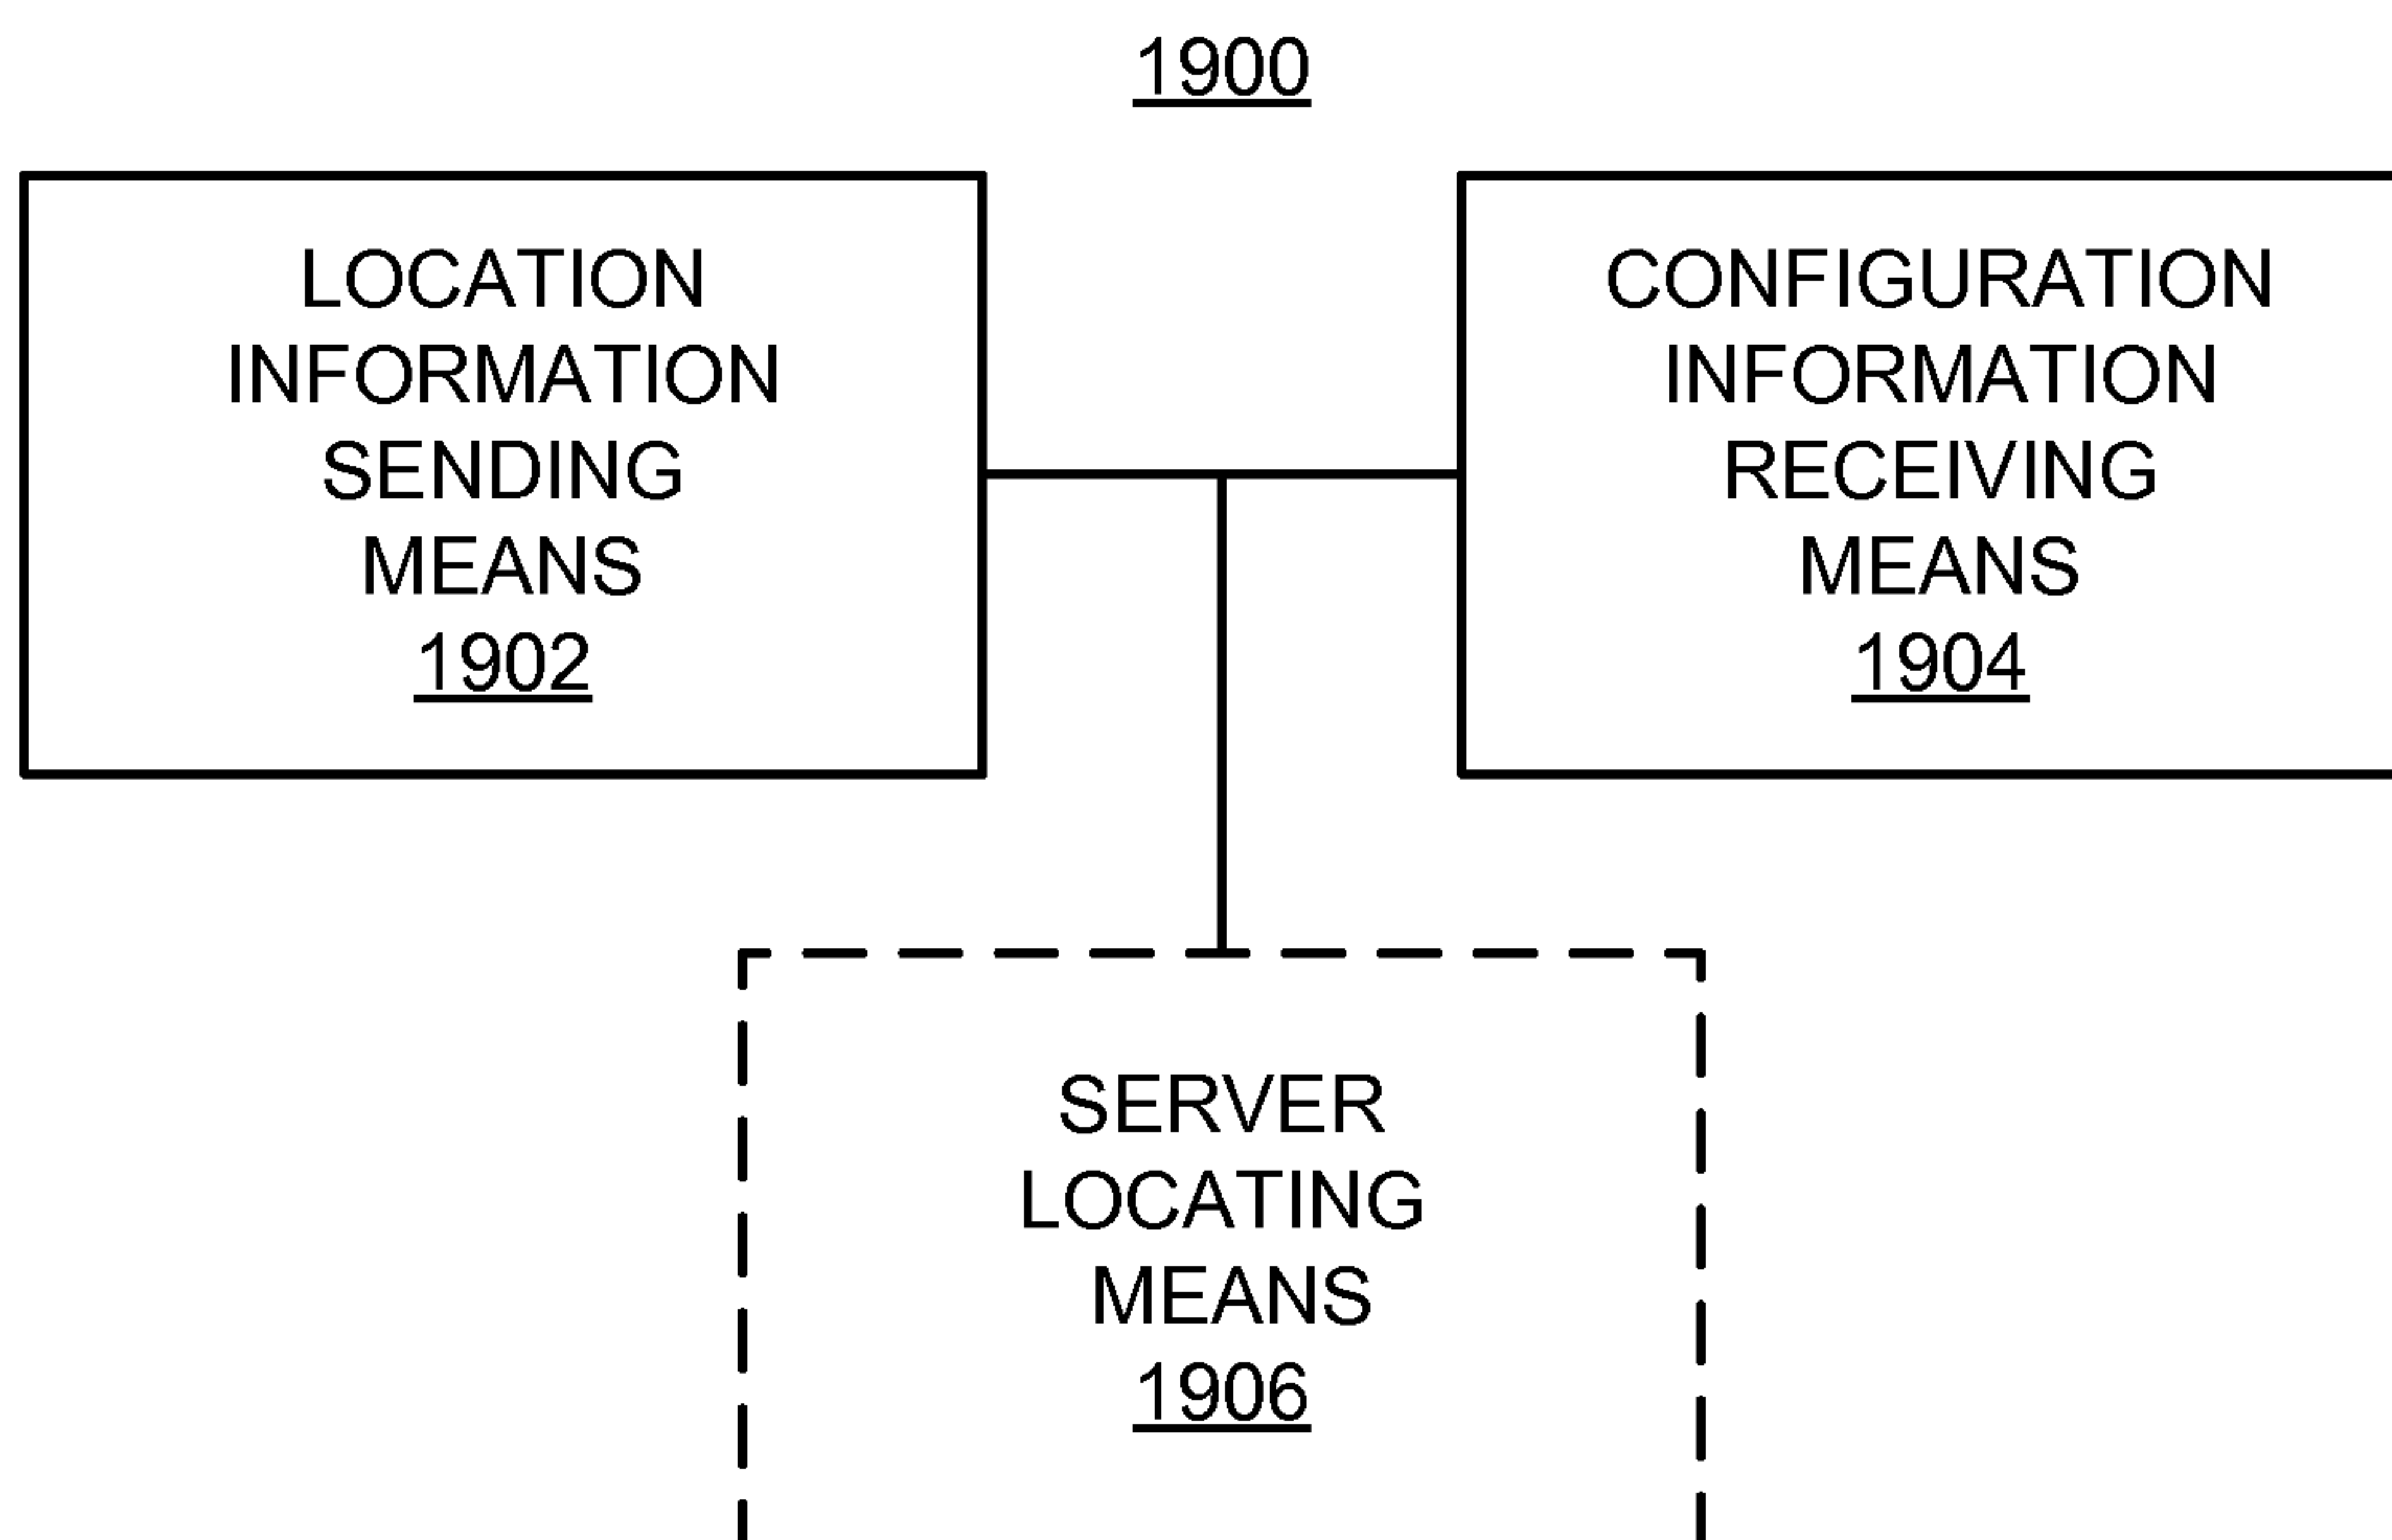 1900
LOCATION
INFORMATION
SENDING
MEANS
1902
CONFIGURATION
INFORMATION
RECEIVING
MEANS
1904
SERVER
LOCATING
MEANS
1906